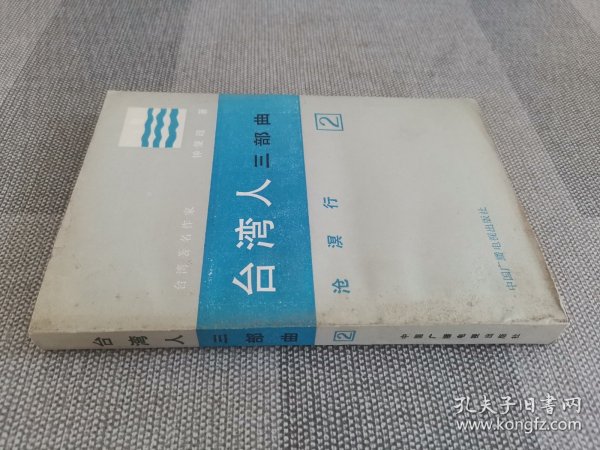 台湾著名作家
钟肇政 著
台湾人
三部曲
沧溟行
2
中国广播电视出版社
台湾人 三部曲 2 中国广播电视出版社
孔夫子旧书网
www.kongfz.com